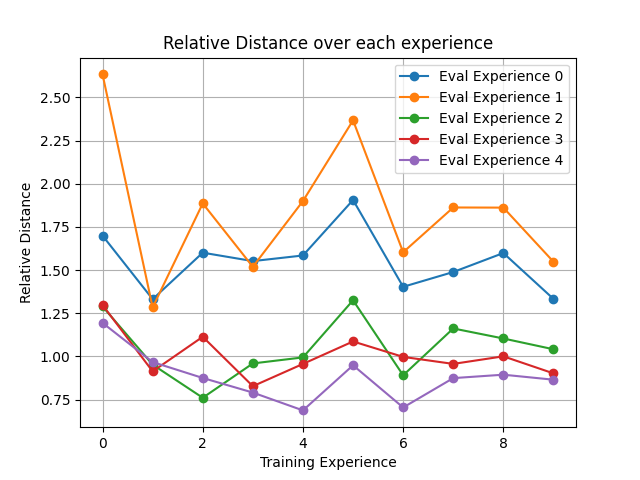 Relative Distance over each experience
Eval Experience 0
Eval Experience 1
Eval Experience 2
Eval Experience 3
Eval Experience 4
Relative Distance
2.50
2.25
2.00
1.75
1.50
1.25
1.00
0.75
0 2 4 6 8
Training Experience